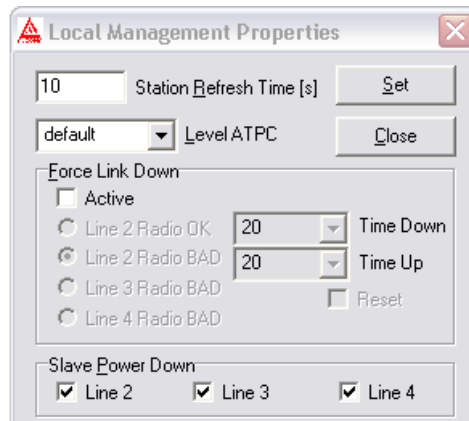 Local Management Properties
10 Station Refresh Time [s] Set
default Level ATPC Close
Force Link Down
Active
Line 2 Radio OK 20 Time Down
Line 2 Radio BAD 20 Time Up
Line 3 Radio BAD Reset
Line 4 Radio BAD
Slave Power Down
Line 2 Line 3 Line 4